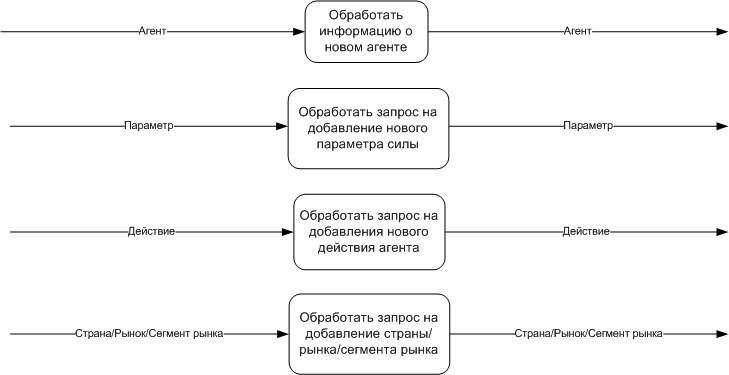 Обработать
информацию о
новом агенте
Агент
Агент
Обработать запрос на
добавление нового
параметра силы
Параметр
Параметр
Обработать запрос на
добавления нового
действия агента
Действие
Действие
Обработать запрос на
добавление страны/
рынка/сегмента рынка
Страна/Рынок/Сегмент рынка
Страна/Рынок/Сегмент рынка